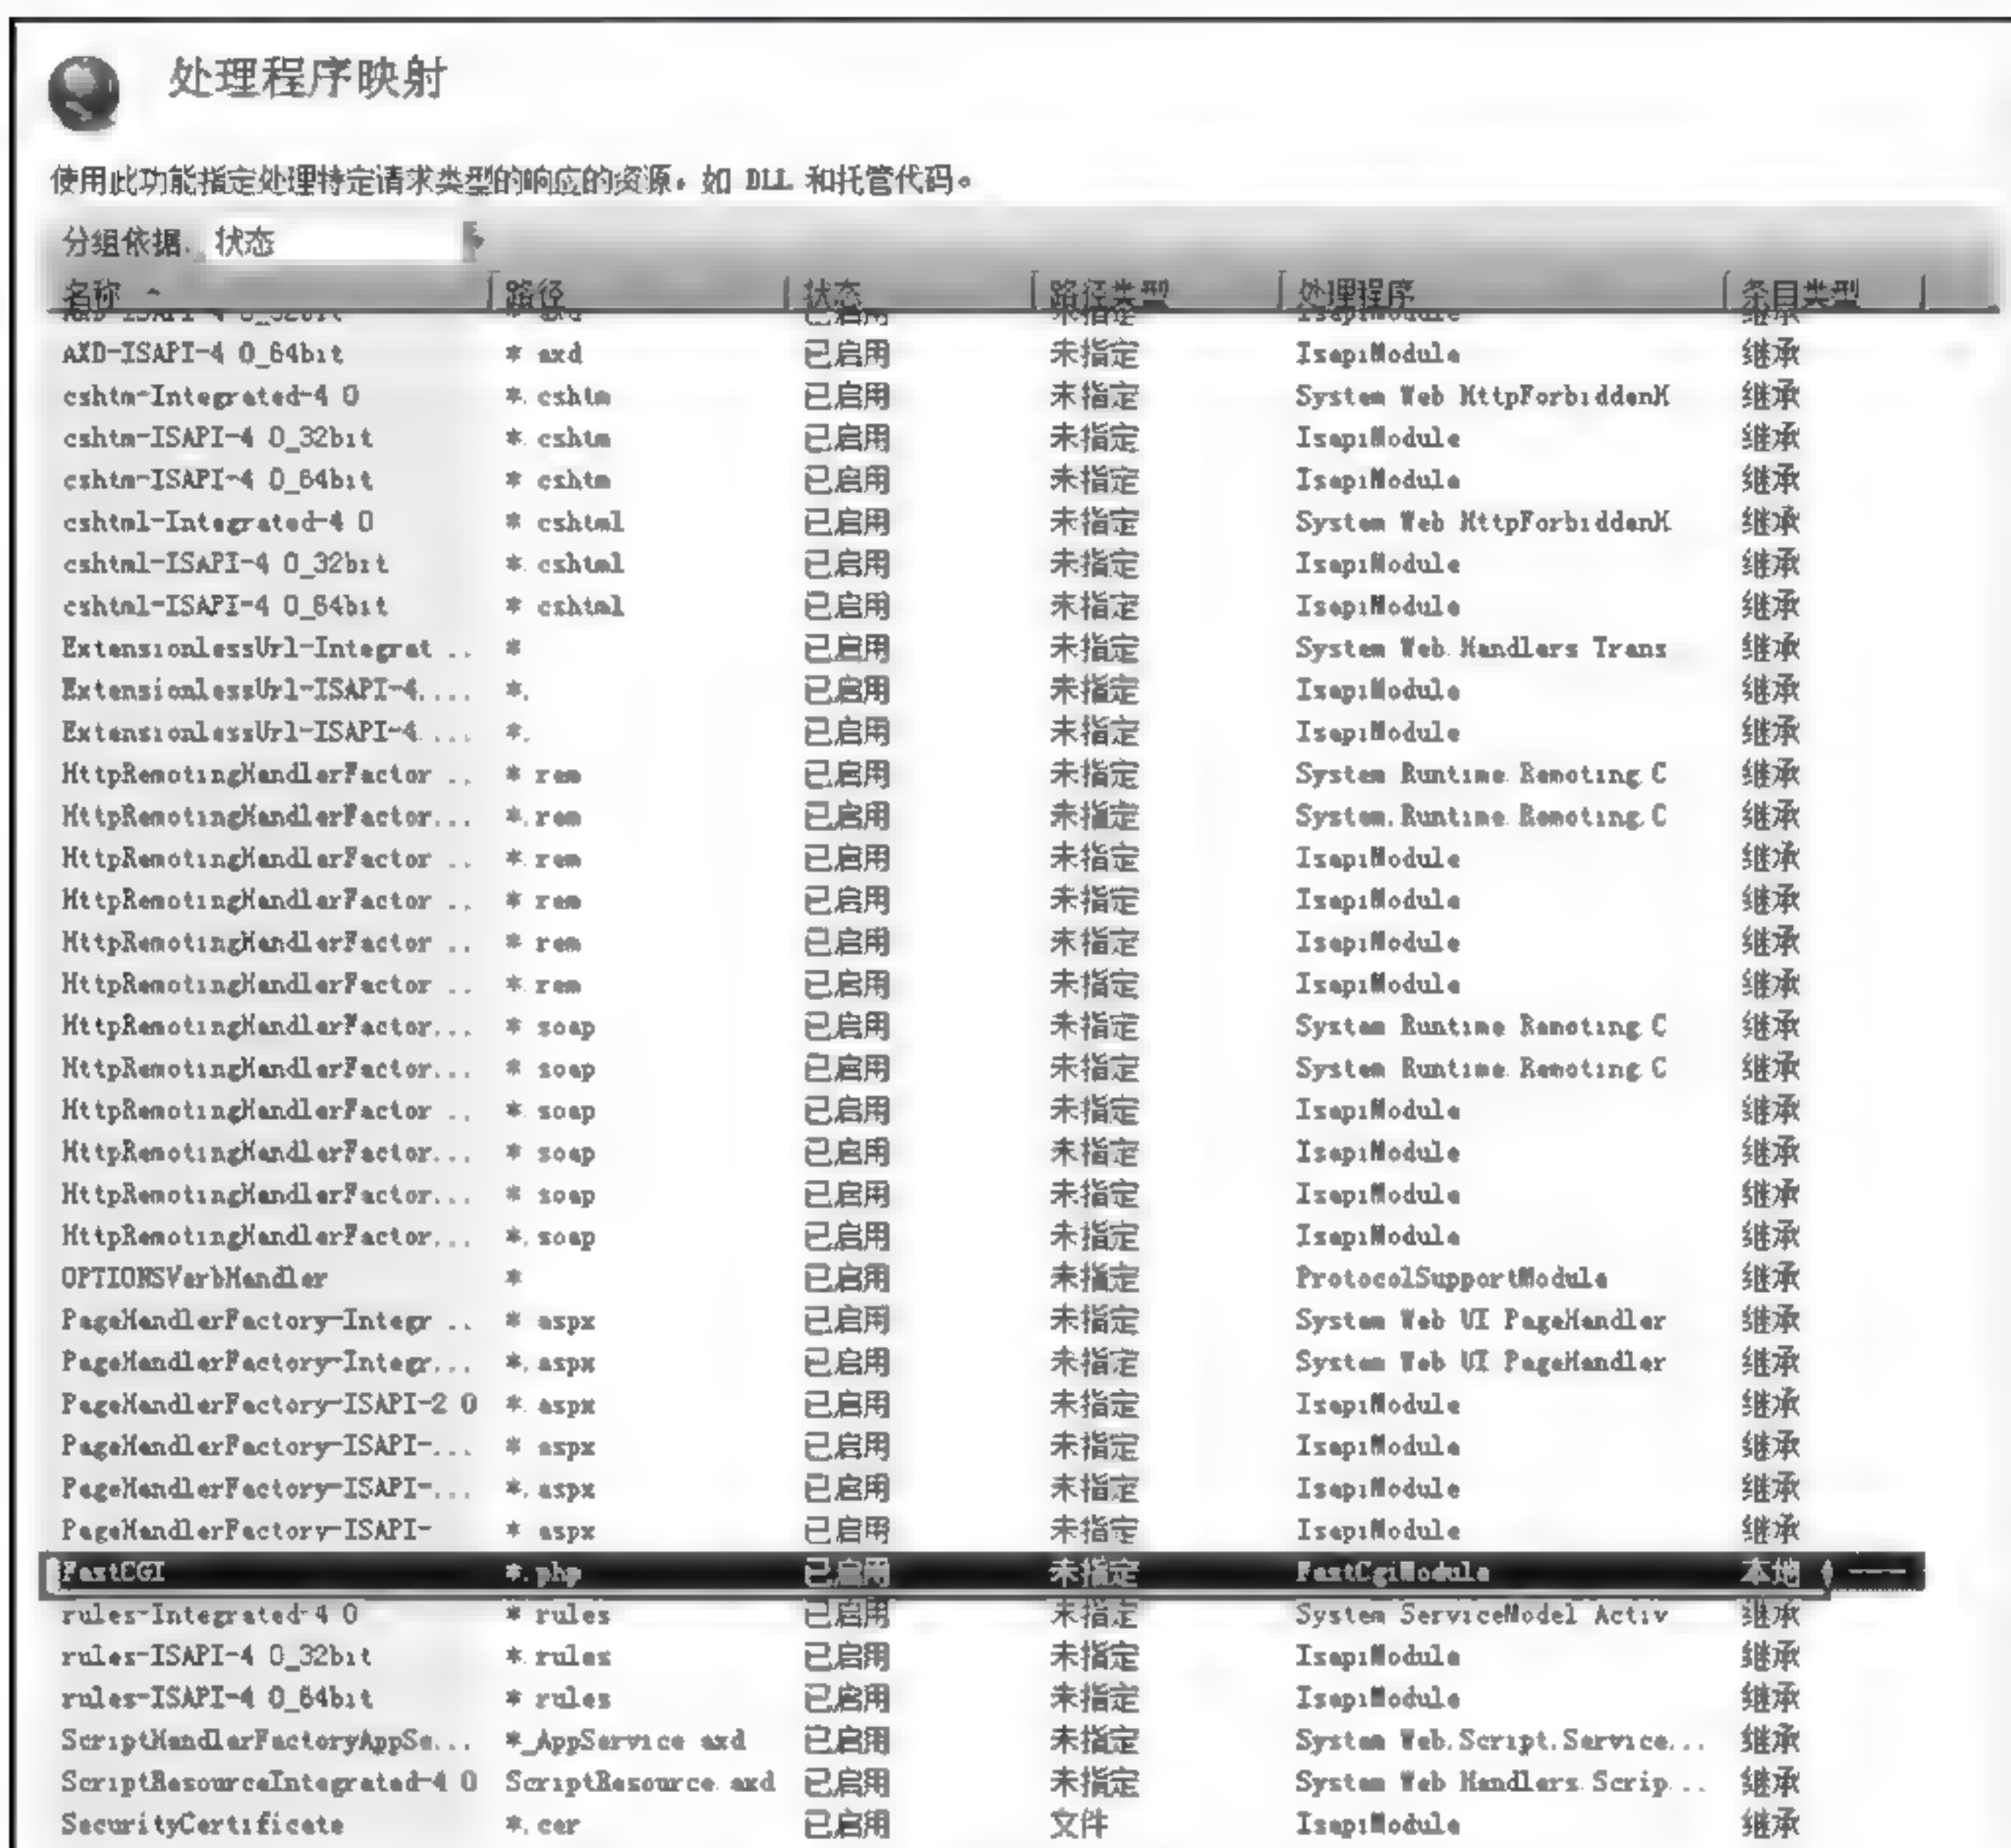 处理程序映射
使用此功能指定处理特定请求类型的响应的资源，如 DLL 和托管代码。
分组依据. 状态
名称 路径 状态 路径类型 处理程序 条目类型
AXD-ISAPI-4 0_32bit * axd 已启用 未指定 IsapiModule 继承
AXD-ISAPI-4 0_64bit * axd 已启用 未指定 IsapiModule 继承
cshtm-Integrated-4 0 *.cshtm 已启用 未指定 System Web HttpForbiddenH 继承
cshtm-ISAPI-4 0_32bit *.cshtm 已启用 未指定 IsapiModule 继承
cshtm-ISAPI-4 0_64bit * cshtm 已启用 未指定 IsapiModule 继承
cshtml-Integrated-4 0 * cshtml 已启用 未指定 System Web HttpForbiddenH 继承
cshtml-ISAPI-4 0_32bit *.cshtml 已启用 未指定 IsapiModule 继承
cshtml-ISAPI-4 0_64bit * cshtml 已启用 未指定 IsapiModule 继承
ExtensionlessUrl-Integrat .. * 已启用 未指定 System Web Handlers Trans 继承
ExtensionlessUrl-ISAPI-4.... *. 已启用 未指定 IsapiModule 继承
ExtensionlessUrl-ISAPI-4.... *. 已启用 未指定 IsapiModule 继承
HttpRemotingHandlerFactor .. * rem 已启用 未指定 System Runtime Remoting C 继承
HttpRemotingHandlerFactor... *.rem 已启用 未指定 System.Runtime Remoting.C 继承
HttpRemotingHandlerFactor .. *.rem 已启用 未指定 IsapiModule 继承
HttpRemotingHandlerFactor .. * rem 已启用 未指定 IsapiModule 继承
HttpRemotingHandlerFactor .. * rem 已启用 未指定 IsapiModule 继承
HttpRemotingHandlerFactor .. *.rem 已启用 未指定 IsapiModule 继承
HttpRemotingHandlerFactor... * soap 已启用 未指定 System Runtime Remoting C 继承
HttpRemotingHandlerFactor... * soap 已启用 未指定 System Runtime Remoting.C 继承
HttpRemotingHandlerFactor .. *.soap 已启用 未指定 IsapiModule 继承
HttpRemotingHandlerFactor... * soap 已启用 未指定 IsapiModule 继承
HttpRemotingHandlerFactor... * soap 已启用 未指定 IsapiModule 继承
HttpRemotingHandlerFactor... *.soap 已启用 未指定 IsapiModule 继承
OPTIONSVerbHandler * 已启用 未指定 ProtocolSupportModule 继承
PageHandlerFactory-Integr .. * aspx 已启用 未指定 System Web UI PageHandler 继承
PageHandlerFactory-Integr... *.aspx 已启用 未指定 System Web UI PageHandler 继承
PageHandlerFactory-ISAPI-2 0 *.aspx 已启用 未指定 IsapiModule 继承
PageHandlerFactory-ISAPI-... * aspx 已启用 未指定 IsapiModule 继承
PageHandlerFactory-ISAPI-... *.aspx 已启用 未指定 IsapiModule 继承
PageHandlerFactory-ISAPI- * aspx 已启用 未指定 IsapiModule 继承
FastCGI *.php 已启用 未指定 FastCgiModule 本地
rules-Integrated-4 0 * rules 已启用 未指定 System ServiceModel Activ 继承
rules-ISAPI-4 0_32bit *.rules 已启用 未指定 IsapiModule 继承
rules-ISAPI-4 0_64bit * rules 已启用 未指定 IsapiModule 继承
ScriptHandlerFactoryAppSe... *_AppService axd 已启用 未指定 System Web.Script.Service... 继承
ScriptResourceIntegrated-4 0 ScriptResource axd 已启用 未指定 System Web Handlers Scrip... 继承
SecurityCertificate *.cer 已启用 文件 IsapiModule 继承